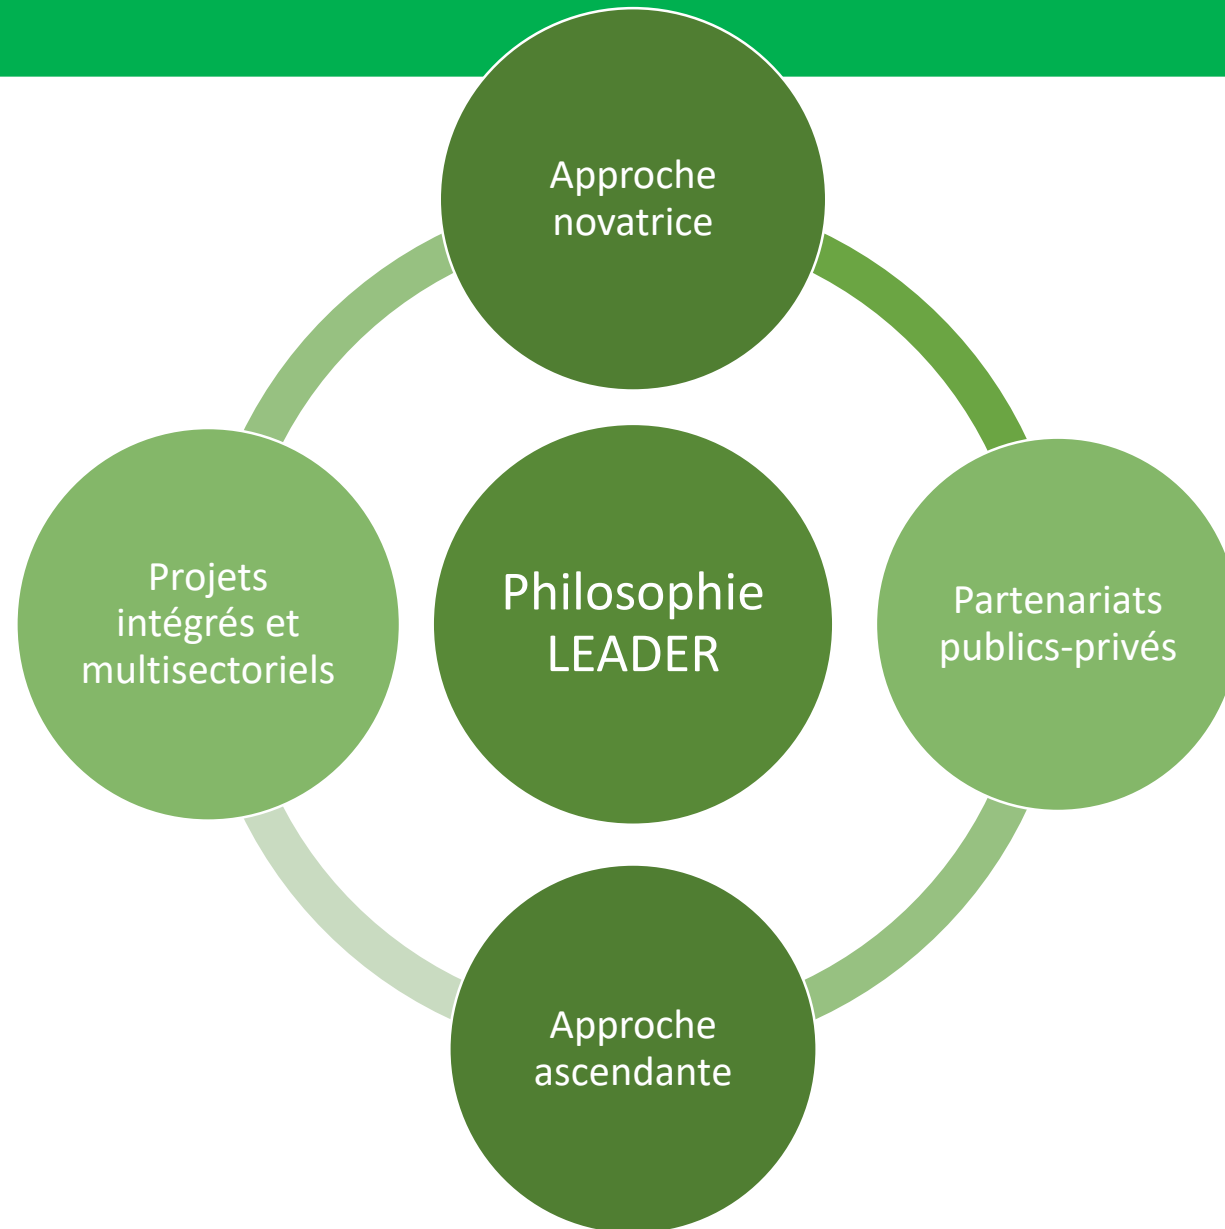 Approche
novatrice
Projets
intégrés et
multisectoriels
Philosophie
LEADER
Partenariats
publics-privés
Approche
ascendante